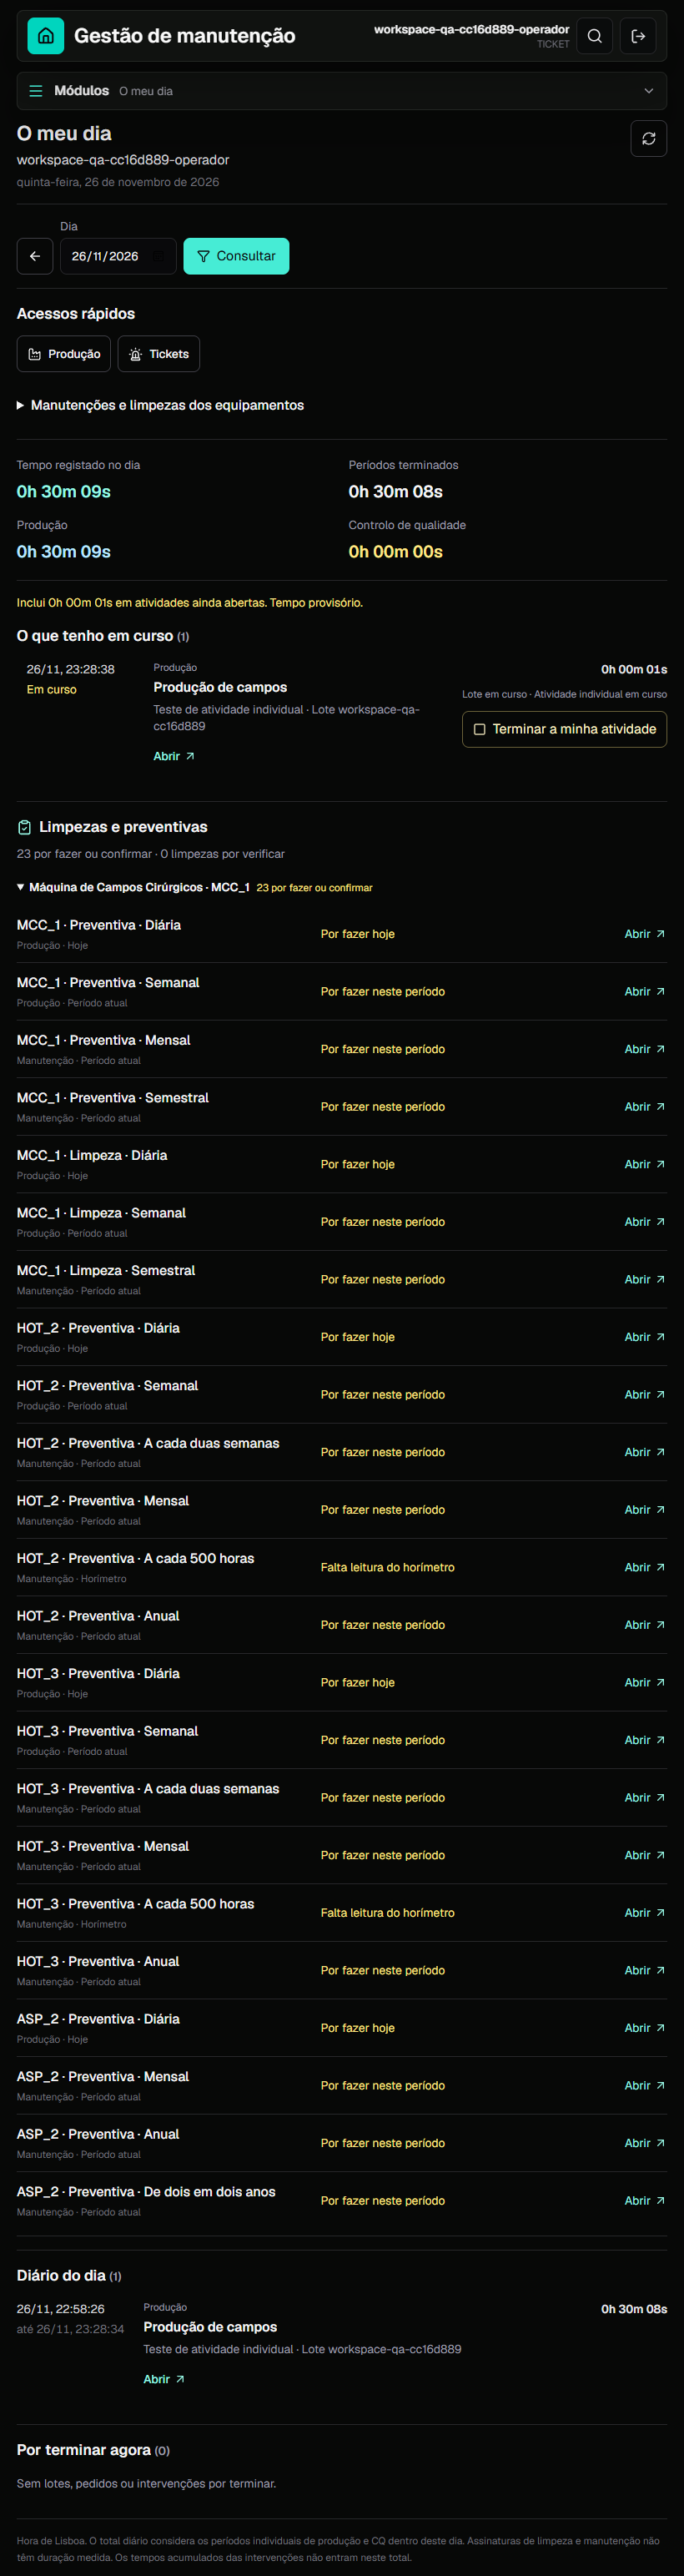 Gestão de manutenção
workspace-qa-cc16d889-operador
TICKET
Módulos O meu dia
O meu dia
workspace-qa-cc16d889-operador
quinta-feira, 26 de novembro de 2026
Dia
26/11/2026
Consultar
Acessos rápidos
Produção
Tickets
Manutenções e limpezas dos equipamentos
Tempo registado no dia
0h 30m 09s
Períodos terminados
0h 30m 08s
Produção
0h 30m 09s
Controlo de qualidade
0h 00m 00s
Inclui 0h 00m 01s em atividades ainda abertas. Tempo provisório.
O que tenho em curso (1)
26/11, 23:28:38
Em curso
Produção
Produção de campos
Teste de atividade individual · Lote workspace-qa-
cc16d889
Abrir
0h 00m 01s
Lote em curso · Atividade individual em curso
Terminar a minha atividade
Limpezas e preventivas
23 por fazer ou confirmar · 0 limpezas por verificar
Máquina de Campos Cirúrgicos · MCC_1 23 por fazer ou confirmar
MCC_1 · Preventiva · Diária
Produção · Hoje
Por fazer hoje
Abrir
MCC_1 · Preventiva · Semanal
Produção · Período atual
Por fazer neste período
Abrir
MCC_1 · Preventiva · Mensal
Manutenção · Período atual
Por fazer neste período
Abrir
MCC_1 · Preventiva · Semestral
Manutenção · Período atual
Por fazer neste período
Abrir
MCC_1 · Limpeza · Diária
Produção · Hoje
Por fazer hoje
Abrir
MCC_1 · Limpeza · Semanal
Produção · Período atual
Por fazer neste período
Abrir
MCC_1 · Limpeza · Semestral
Manutenção · Período atual
Por fazer neste período
Abrir
HOT_2 · Preventiva · Diária
Produção · Hoje
Por fazer hoje
Abrir
HOT_2 · Preventiva · Semanal
Produção · Período atual
Por fazer neste período
Abrir
HOT_2 · Preventiva · A cada duas semanas
Manutenção · Período atual
Por fazer neste período
Abrir
HOT_2 · Preventiva · Mensal
Manutenção · Período atual
Por fazer neste período
Abrir
HOT_2 · Preventiva · A cada 500 horas
Manutenção · Horímetro
Falta leitura do horímetro
Abrir
HOT_2 · Preventiva · Anual
Manutenção · Período atual
Por fazer neste período
Abrir
HOT_3 · Preventiva · Diária
Produção · Hoje
Por fazer hoje
Abrir
HOT_3 · Preventiva · Semanal
Produção · Período atual
Por fazer neste período
Abrir
HOT_3 · Preventiva · A cada duas semanas
Manutenção · Período atual
Por fazer neste período
Abrir
HOT_3 · Preventiva · Mensal
Manutenção · Período atual
Por fazer neste período
Abrir
HOT_3 · Preventiva · A cada 500 horas
Manutenção · Horímetro
Falta leitura do horímetro
Abrir
HOT_3 · Preventiva · Anual
Manutenção · Período atual
Por fazer neste período
Abrir
ASP_2 · Preventiva · Diária
Produção · Hoje
Por fazer hoje
Abrir
ASP_2 · Preventiva · Mensal
Manutenção · Período atual
Por fazer neste período
Abrir
ASP_2 · Preventiva · Anual
Manutenção · Período atual
Por fazer neste período
Abrir
ASP_2 · Preventiva · De dois em dois anos
Manutenção · Período atual
Por fazer neste período
Abrir
Diário do dia (1)
26/11, 22:58:26
até 26/11, 23:28:34
Produção
Produção de campos
Teste de atividade individual · Lote workspace-qa-cc16d889
Abrir
0h 30m 08s
Por terminar agora (0)
Sem lotes, pedidos ou intervenções por terminar.
Hora de Lisboa. O total diário considera os períodos individuais de produção e CQ dentro deste dia. Assinaturas de limpeza e manutenção não
têm duração medida. Os tempos acumulados das intervenções não entram neste total.